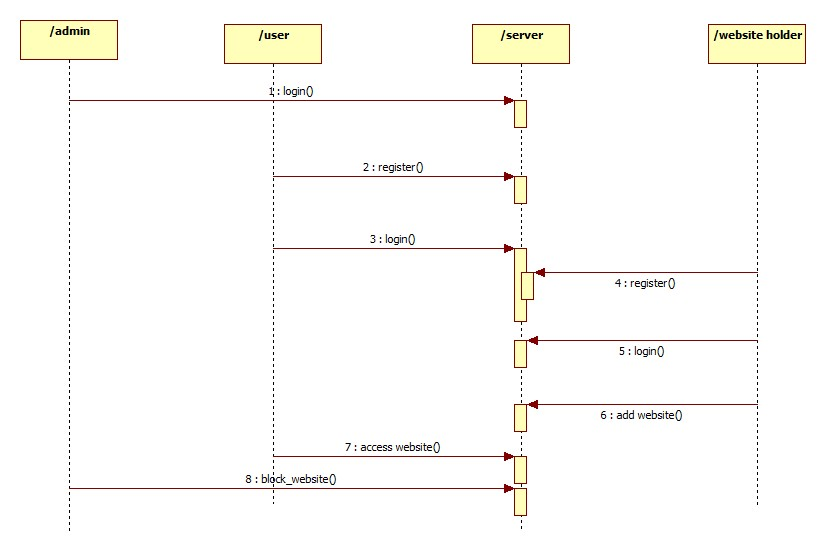 /admin
/user
/server
/website holder
1 : login()
2 : register()
3 : login()
4 : register()
5 : login()
6 : add website()
7 : access website()
8 : block_website()